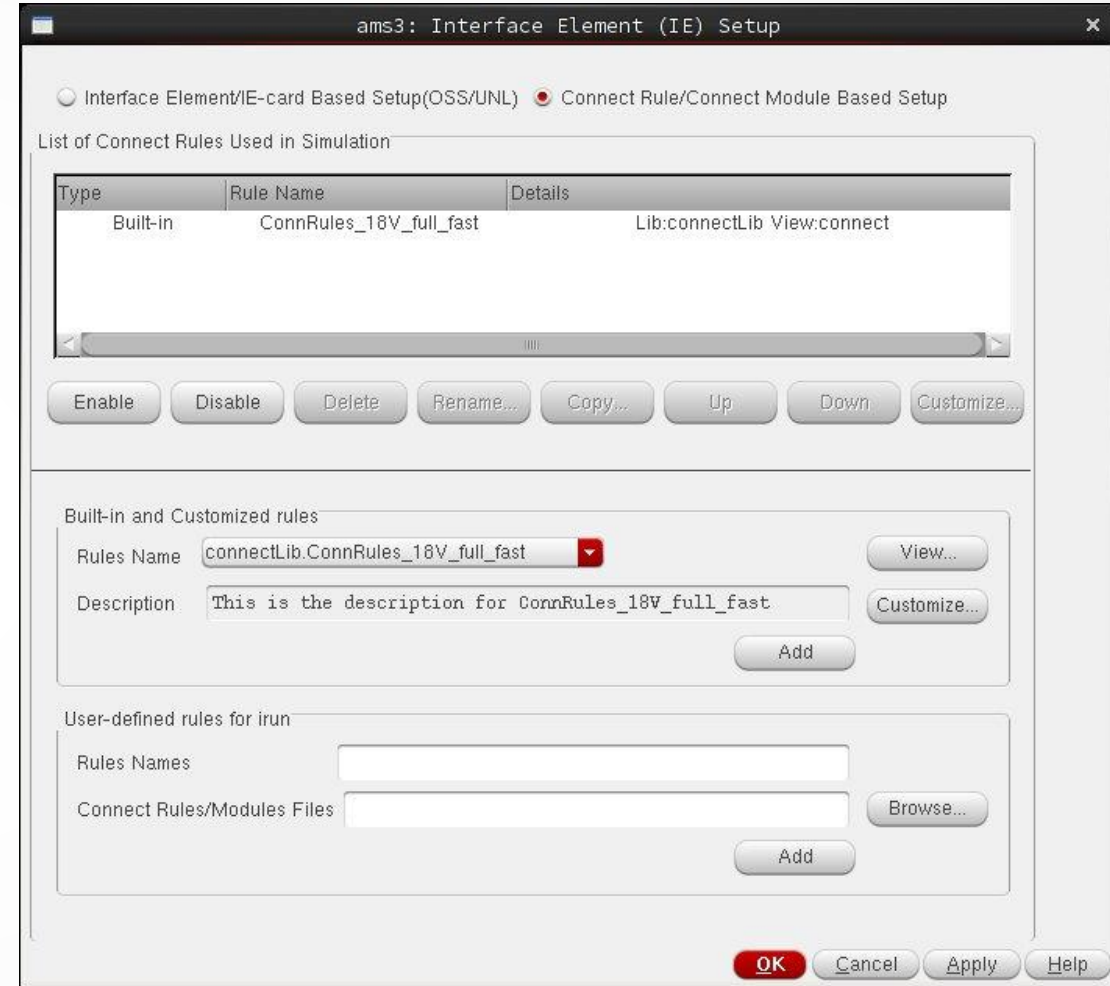 ams3: Interface Element (IE) Setup
Interface Element/IE-card Based Setup(OSS/UNL) Connect Rule/Connect Module Based Setup
List of Connect Rules Used in Simulation
Type Rule Name Details
Built-in ConnRules_18V_full_fast Lib:connectLib View:connect
Enable Disable Delete Rename... Copy... Up Down Customize...
Built-in and Customized rules
Rules Name connectLib.ConnRules_18V_full_fast View...
Description This is the description for ConnRules_18V_full_fast Customize...
Add
User-defined rules for irun
Rules Names
Connect Rules/Modules Files Browse...
Add
OK Cancel Apply Help